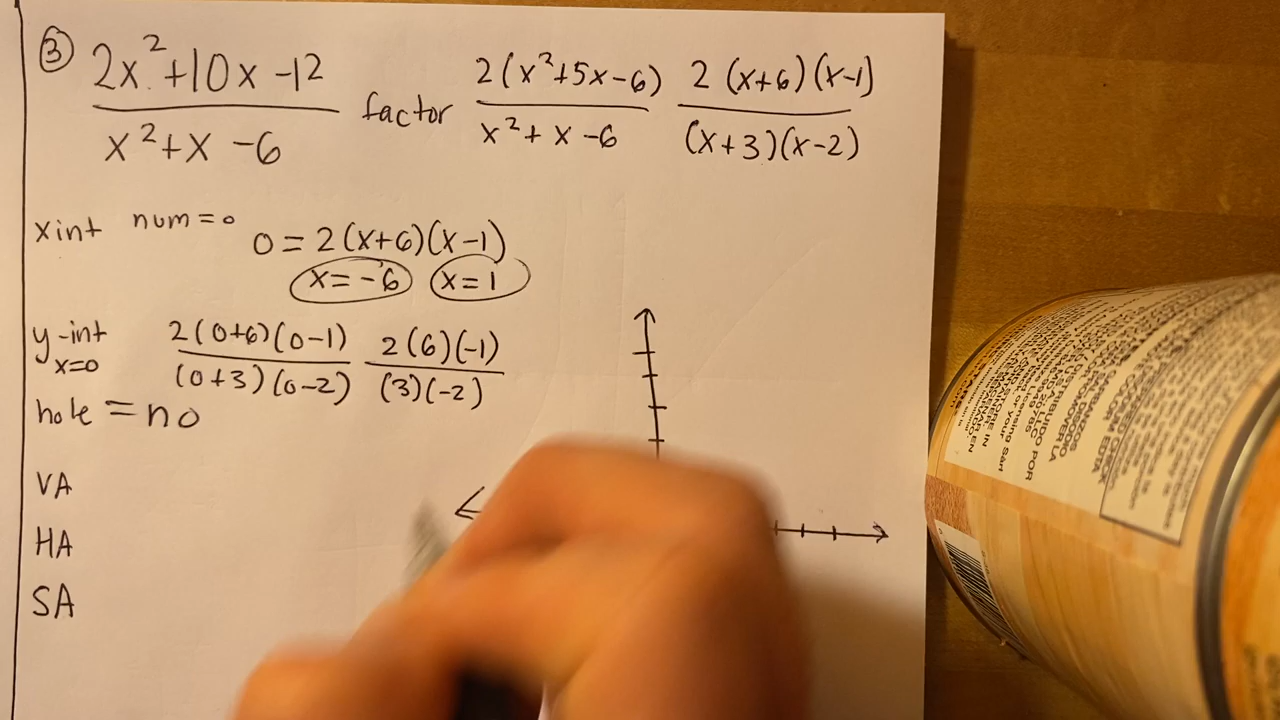 ③ 2x²+10x-12 / x²+x-6 factor 2(x²+5x-6) / x²+x-6 2(x+6)(x-1) / (x+3)(x-2)
x int num=0 0=2(x+6)(x-1)
x=-6 x=1
y-int x=0 2(0+6)(0-1) / (0+3)(0-2) 2(6)(-1) / (3)(-2)
hole = no
VA
HA
SA